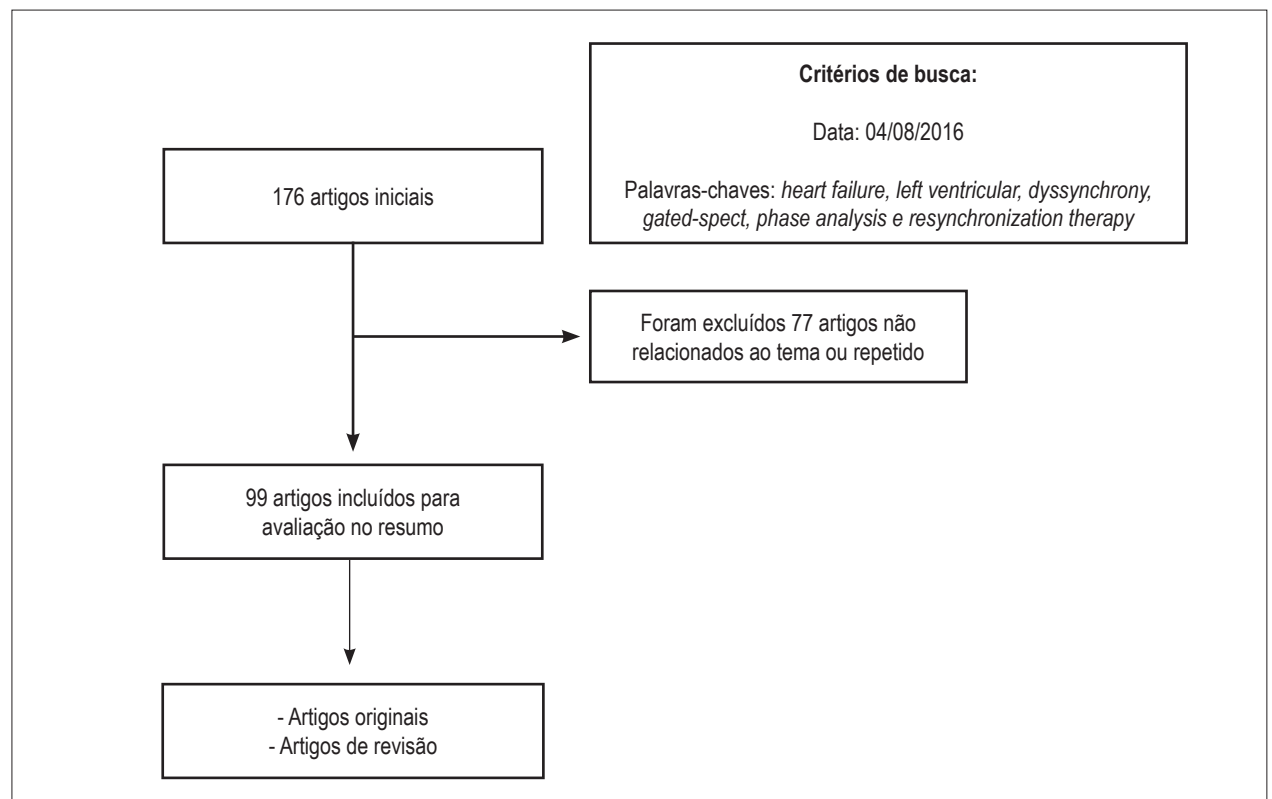 Critérios de busca:
Data: 04/08/2016
Palavras-chaves: heart failure, left ventricular, dyssynchrony,
gated-spect, phase analysis e resynchronization therapy
176 artigos iniciais
Foram excluídos 77 artigos não
relacionados ao tema ou repetido
99 artigos incluídos para
avaliação no resumo
- Artigos originais
- Artigos de revisão